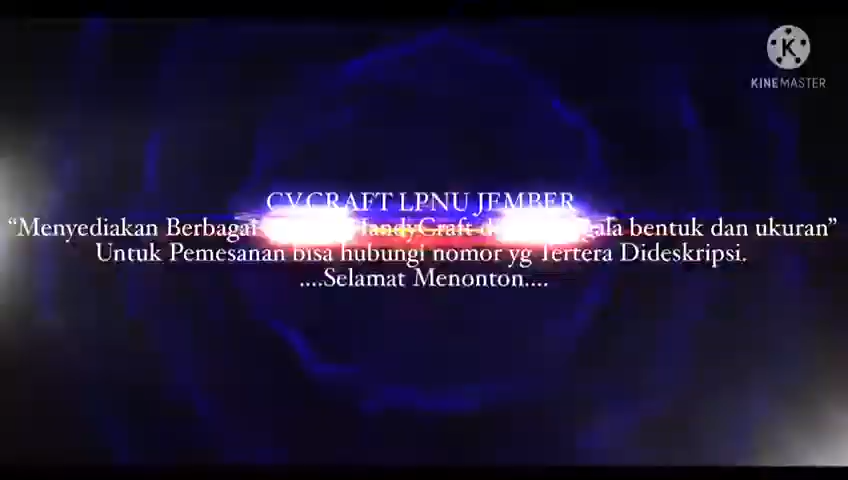 KINEMASTER
CV.CRAFT LPNU JEMBER
“Menyediakan Berbagai HandyCraft bentuk dan ukuran”
Untuk Pemesanan bisa hubungi nomor yg Tertera Dideskripsi.
....Selamat Menonton....